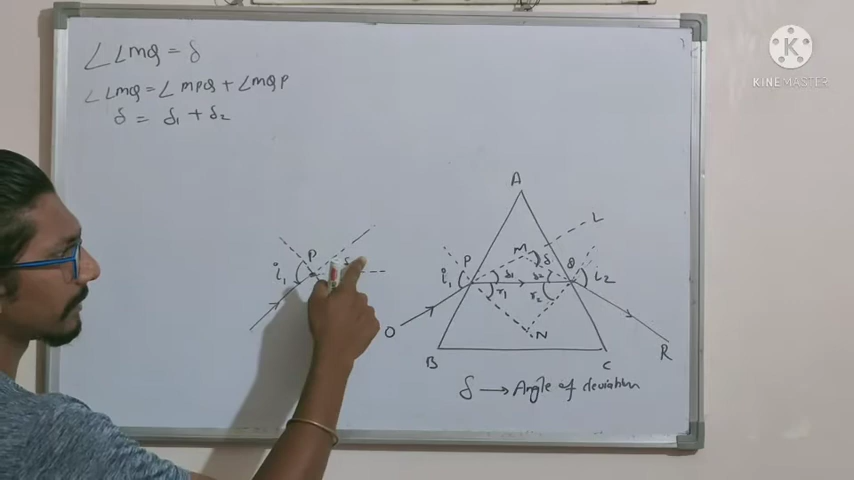 ∠LMQ = δ
∠LMQ = ∠MPQ + ∠MQP
δ = δ₁ + δ₂
K
KINEMASTER
A
L
M
δ
P
i₁
P
i₁
δ₁
δ₂
Q
i₂
r₁
r₂
O
N
B
C
R
δ → Angle of deviation